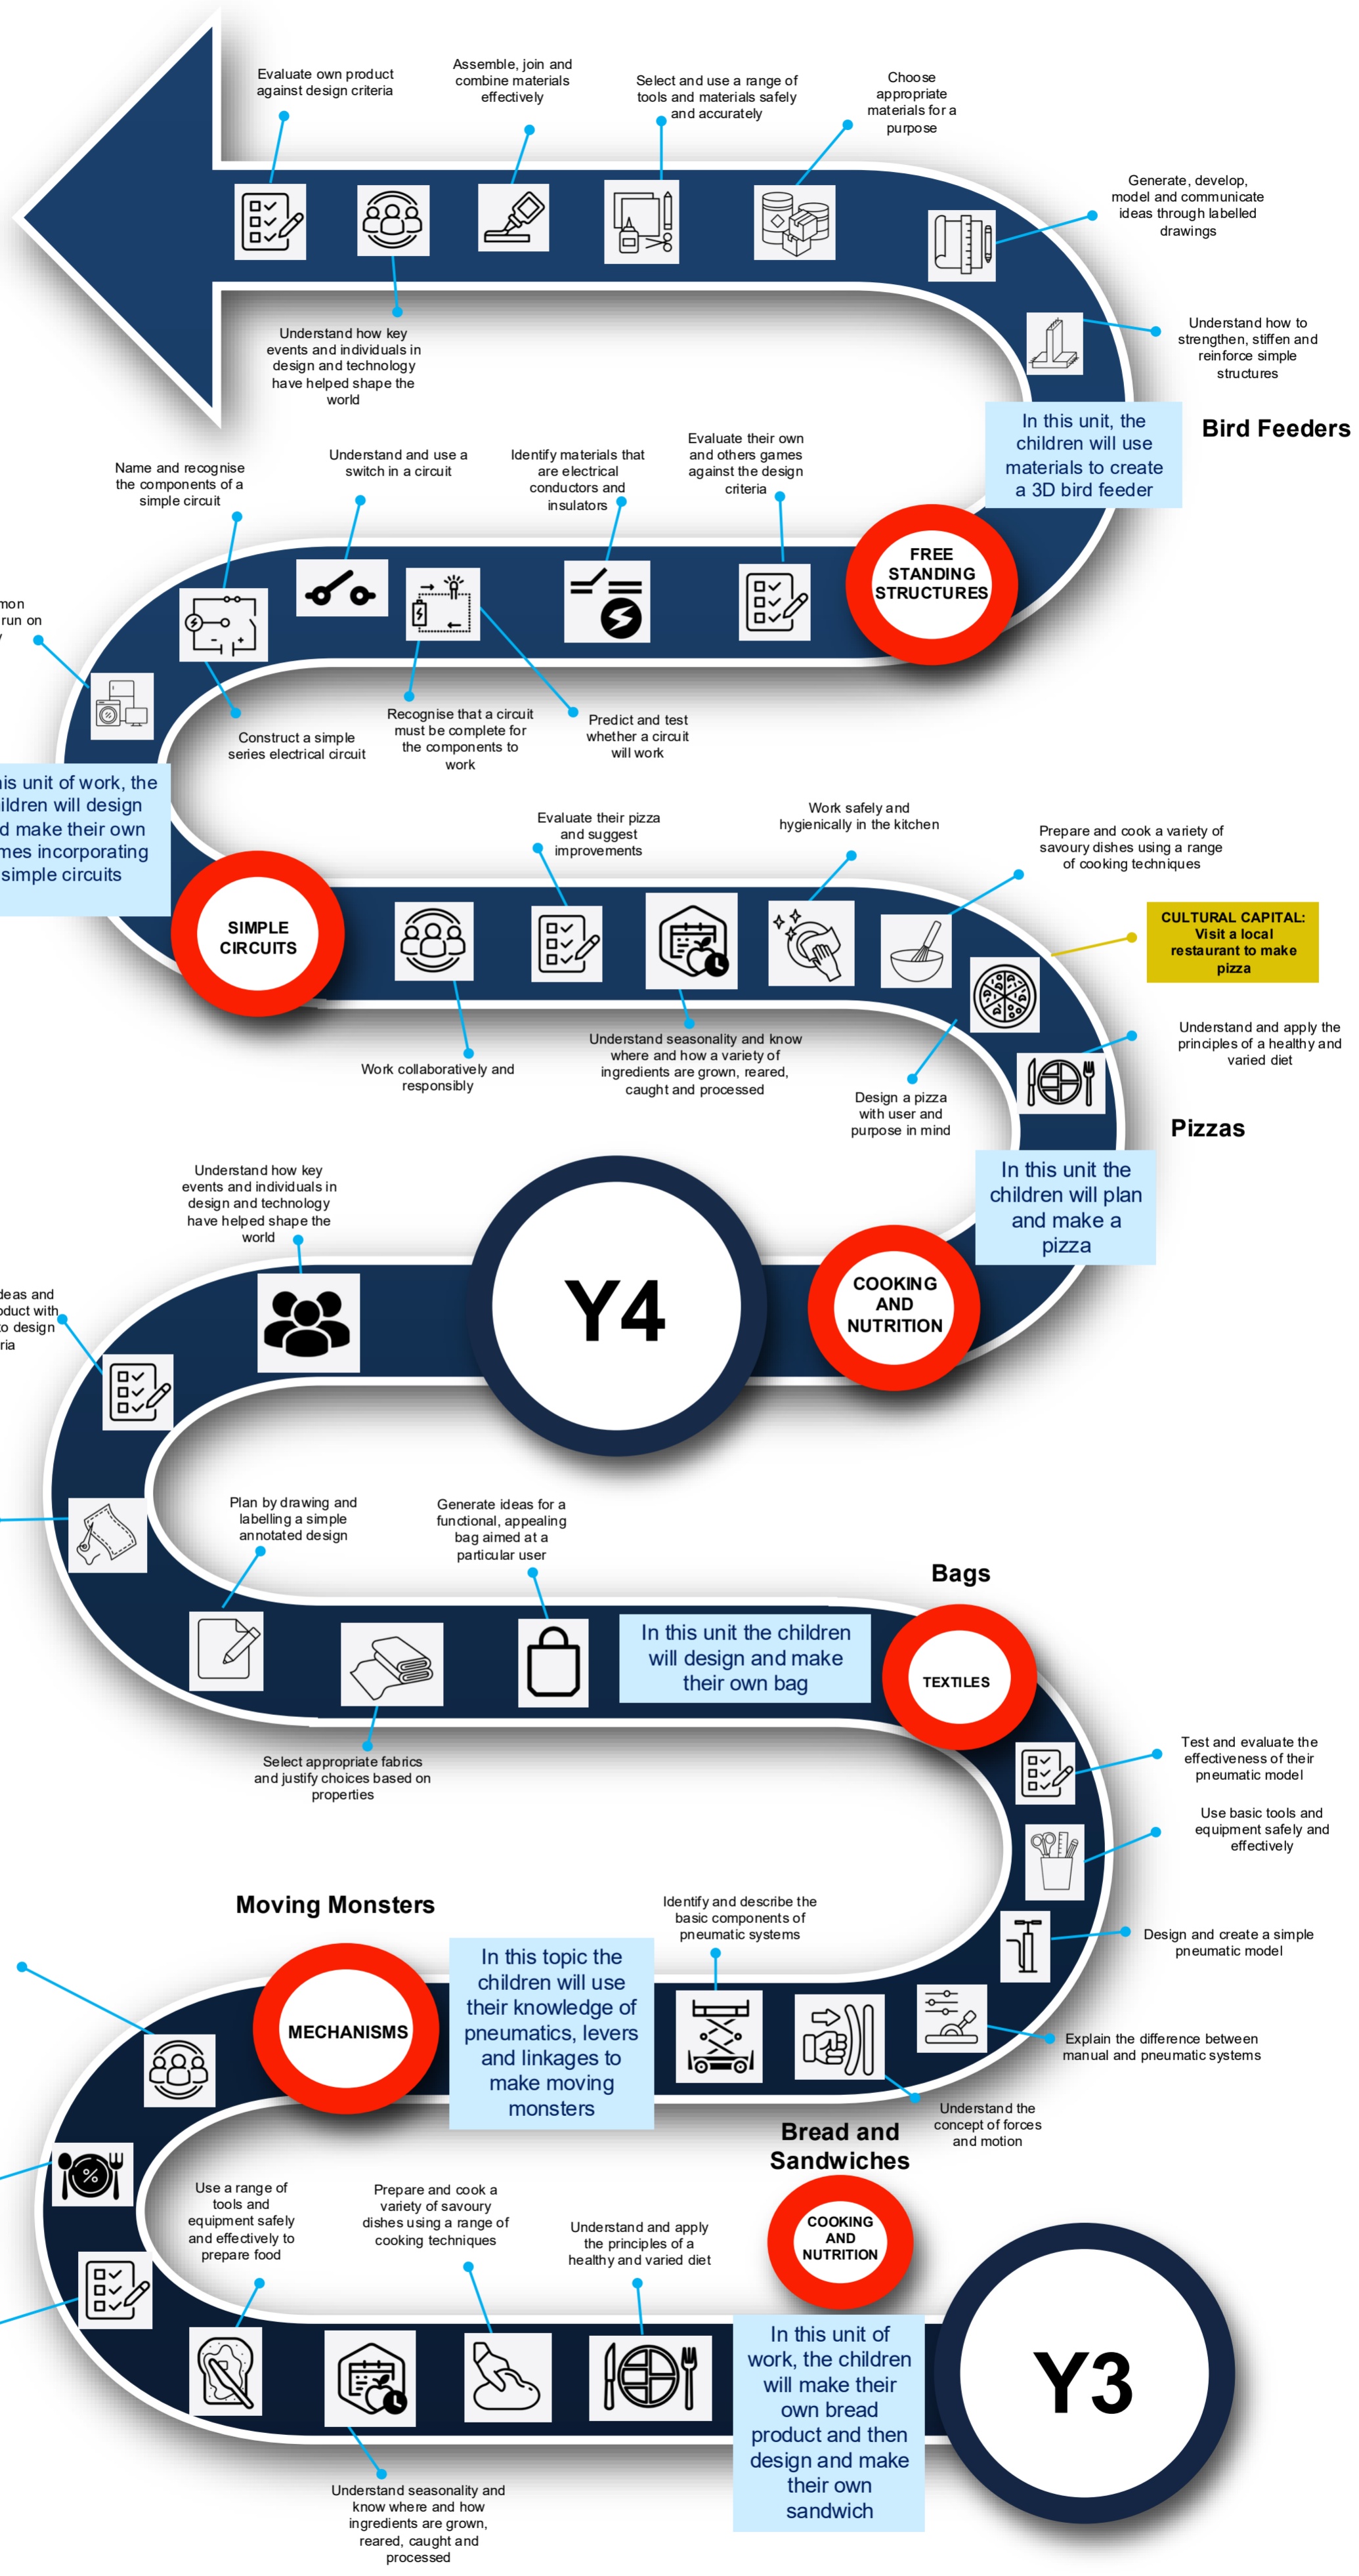 Evaluate own product
against design criteria
Assemble, join and
combine materials
effectively
Select and use a range of
tools and materials safely
and accurately
Choose
appropriate
materials for a
purpose
Generate, develop,
model and communicate
ideas through labelled
drawings
Understand how key
events and individuals in
design and technology
have helped shape the
world
Understand how to
strengthen, stiffen and
reinforce simple
structures
In this unit, the
children will use
materials to create
a 3D bird feeder
Bird Feeders
Name and recognise
the components of a
simple circuit
Understand and use a
switch in a circuit
Identify materials that
are electrical
conductors and
insulators
Evaluate their own
and others games
against the design
criteria
FREE
STANDING
STRUCTURES
run on
Construct a simple
series electrical circuit
Recognise that a circuit
must be complete for
the components to
work
Predict and test
whether a circuit
will work
unit of work, the
will design
make their own
incorporating
simple circuits
SIMPLE
CIRCUITS
Evaluate their pizza
and suggest
improvements
Work safely and
hygienically in the kitchen
Prepare and cook a variety of
savoury dishes using a range
of cooking techniques
CULTURAL CAPITAL:
Visit a local
restaurant to make
pizza
Work collaboratively and
responsibly
Understand seasonality and know
where and how a variety of
ingredients are grown, reared,
caught and processed
Design a pizza
with user and
purpose in mind
Understand and apply the
principles of a healthy and
varied diet
Pizzas
In this unit the
children will plan
and make a
pizza
Understand how key
events and individuals in
design and technology
have helped shape the
world
Y4
COOKING
AND
NUTRITION
and
with
design
Plan by drawing and
labelling a simple
annotated design
Generate ideas for a
functional, appealing
bag aimed at a
particular user
Bags
In this unit the children
will design and make
their own bag
TEXTILES
Select appropriate fabrics
and justify choices based on
properties
Test and evaluate the
effectiveness of their
pneumatic model
Use basic tools and
equipment safely and
effectively
Design and create a simple
pneumatic model
Explain the difference between
manual and pneumatic systems
Understand the
concept of forces
and motion
Identify and describe the
basic components of
pneumatic systems
Moving Monsters
MECHANISMS
In this topic the
children will use
their knowledge of
pneumatics, levers
and linkages to
make moving
monsters
Bread and
Sandwiches
COOKING
AND
NUTRITION
Use a range of
tools and
equipment safely
and effectively to
prepare food
Prepare and cook a
variety of savoury
dishes using a range of
cooking techniques
Understand and apply
the principles of a
healthy and varied diet
In this unit of
work, the children
will make their
own bread
product and then
design and make
their own
sandwich
Y3
Understand seasonality and
know where and how
ingredients are grown,
reared, caught and
processed